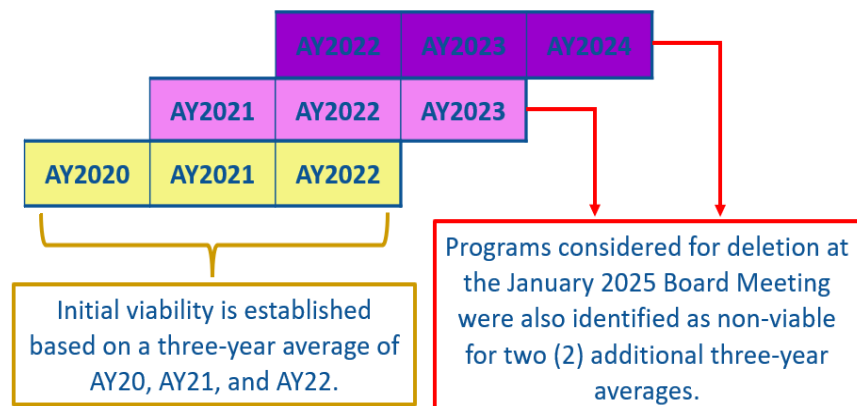 AY2022 AY2023 AY2024
AY2021 AY2022 AY2023
AY2020 AY2021 AY2022
Initial viability is established
based on a three-year average of
AY20, AY21, and AY22.
Programs considered for deletion at
the January 2025 Board Meeting
were also identified as non-viable
for two (2) additional three-year
averages.